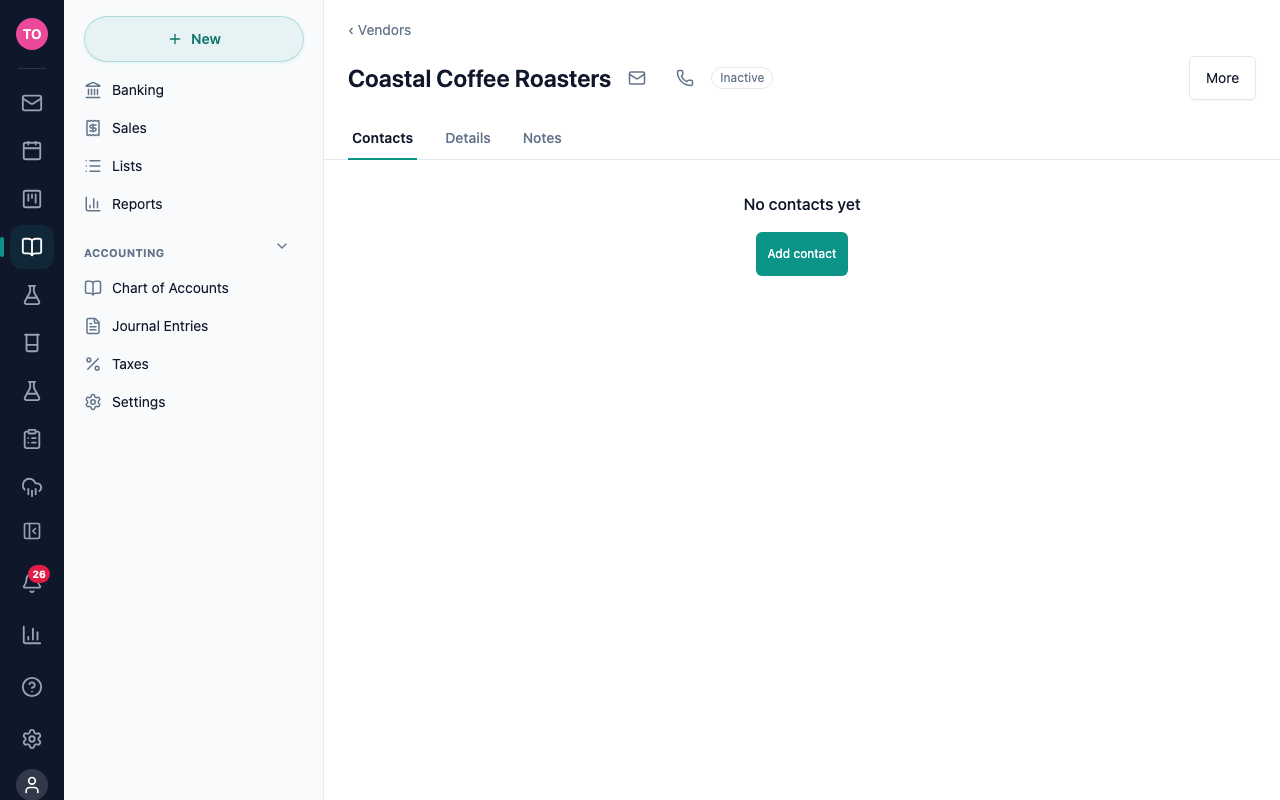 TO
26
New
Banking
Sales
Lists
Reports
ACCOUNTING
Chart of Accounts
Journal Entries
Taxes
Settings
‹ Vendors
Coastal Coffee Roasters
Inactive
More
Contacts
Details
Notes
No contacts yet
Add contact